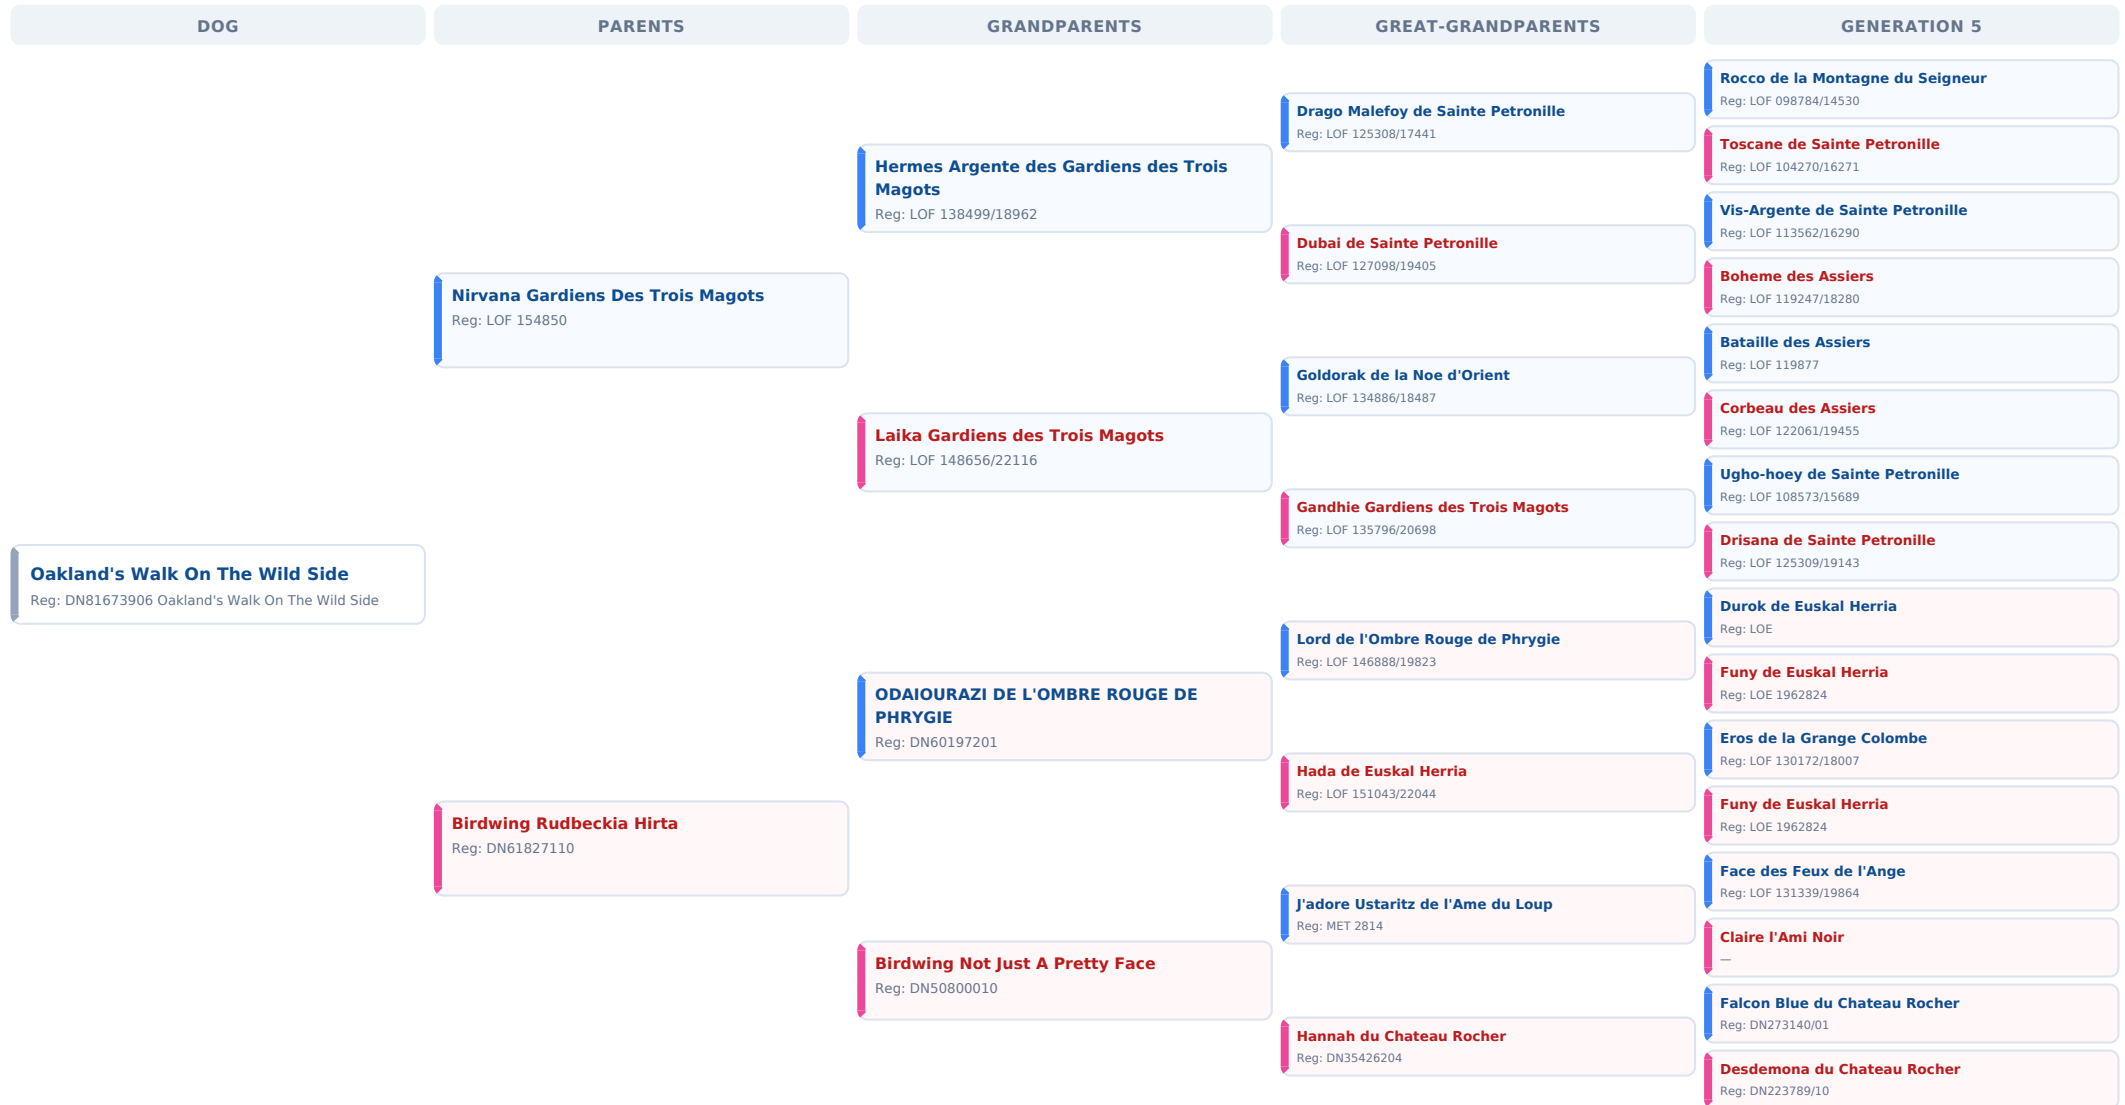 DOG
PARENTS
GRANDPARENTS
GREAT-GRANDPARENTS
GENERATION 5
Oakland's Walk On The Wild Side
Reg: DN81673906 Oakland's Walk On The Wild Side
Nirvana Gardiens Des Trois Magots
Reg: LOF 154850
Birdwing Rudbeckia Hirta
Reg: DN61827110
Hermes Argente des Gardiens des Trois
Magots
Reg: LOF 138499/18962
Laika Gardiens des Trois Magots
Reg: LOF 148656/22116
ODAIOURAZI DE L'OMBRE ROUGE DE
PHRYGIE
Reg: DN60197201
Birdwing Not Just A Pretty Face
Reg: DN50800010
Drago Malefoy de Sainte Petronille
Reg: LOF 125308/17441
Dubai de Sainte Petronille
Reg: LOF 127098/19405
Goldorak de la Noe d'Orient
Reg: LOF 134886/18487
Gandhie Gardiens des Trois Magots
Reg: LOF 135796/20698
Lord de l'Ombre Rouge de Phrygie
Reg: LOF 146888/19823
Hada de Euskal Herria
Reg: LOF 151043/22044
J'adore Ustaritz de l'Ame du Loup
Reg: MET 2814
Hannah du Chateau Rocher
Reg: DN35426204
Rocco de la Montagne du Seigneur
Reg: LOF 098784/14530
Toscane de Sainte Petronille
Reg: LOF 104270/16271
Vis-Argente de Sainte Petronille
Reg: LOF 113562/16290
Boheme des Assiers
Reg: LOF 119247/18280
Bataille des Assiers
Reg: LOF 119877
Corbeau des Assiers
Reg: LOF 122061/19455
Ugho-hoey de Sainte Petronille
Reg: LOF 108573/15689
Drisana de Sainte Petronille
Reg: LOF 125309/19143
Durok de Euskal Herria
Reg: LOE
Funy de Euskal Herria
Reg: LOE 1962824
Eros de la Grange Colombe
Reg: LOF 130172/18007
Funy de Euskal Herria
Reg: LOE 1962824
Face des Feux de l'Ange
Reg: LOF 131339/19864
Claire l'Ami Noir
—
Falcon Blue du Chateau Rocher
Reg: DN273140/01
Desdemona du Chateau Rocher
Reg: DN223789/10